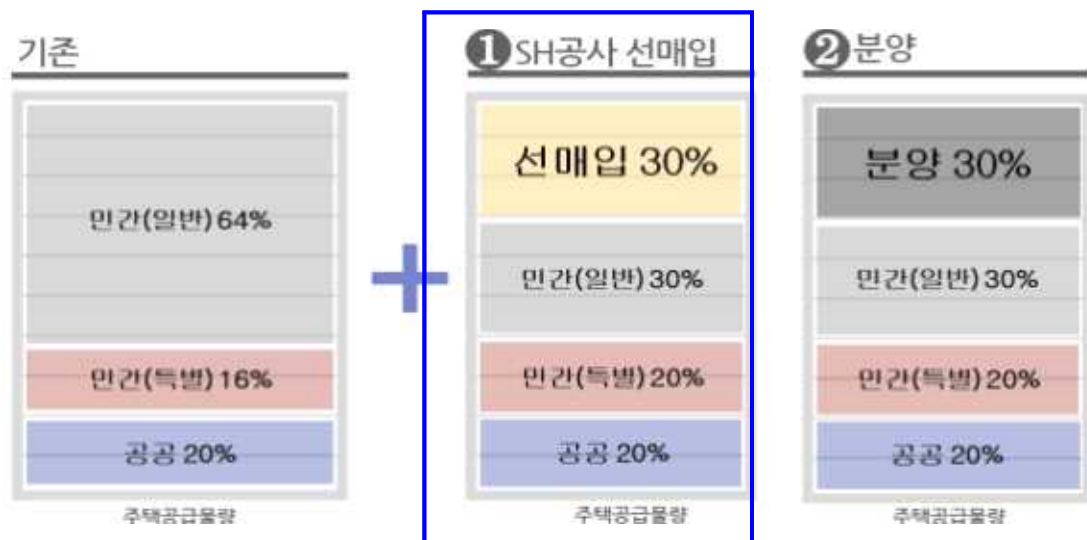 기존
민간(일반) 64%
민간(특별) 16%
공공 20%
주택공급물량
❶SH공사 선매입
선매입 30%
민간(일반) 30%
민간(특별) 20%
공공 20%
주택공급물량
❷분양
분양 30%
민간(일반) 30%
민간(특별) 20%
공공 20%
주택공급물량